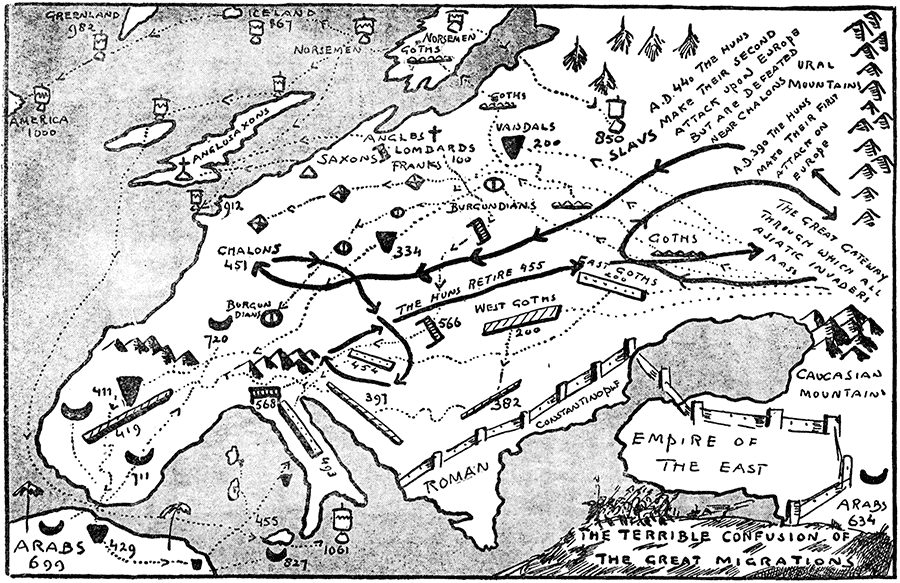 GREENLAND
982
ICELAND
867
NORSEMEN
NORSEMEN
GOTHS
AMERICA
1000
ANGLOSAXONS
GOTHS
VANDALS
200
850
SLAVS
A.D. 440 THE HUNS
MAKE THEIR SECOND
ATTACK UPON EUROPE
BUT ARE DEFEATED
NEAR CHALONS
URAL
MOUNTAINS
A.D. 390 THE HUNS
MAKE THEIR FIRST
ATTACK ON
EUROPE
THE GREAT GATEWAY
THROUGH WHICH ALL
ASIATIC INVADERS
PASS
ANGLES
LOMBARDS
SAXONS
FRANKS 100
912
BURGUNDIANS
334
CHALONS
451
GOTHS
EAST GOTHS
200
THE HUNS RETIRE 455
WEST GOTHS
200
566
BURGUN
DIANS
720
454
411
419
711
568
397
382
493
CONSTANTINOPLE
ROMAN
EMPIRE OF
THE EAST
CAUCASIAN
MOUNTAINS
ARABS
634
ARABS
699
429
455
827
1061
THE TERRIBLE CONFUSION OF
THE GREAT MIGRATIONS